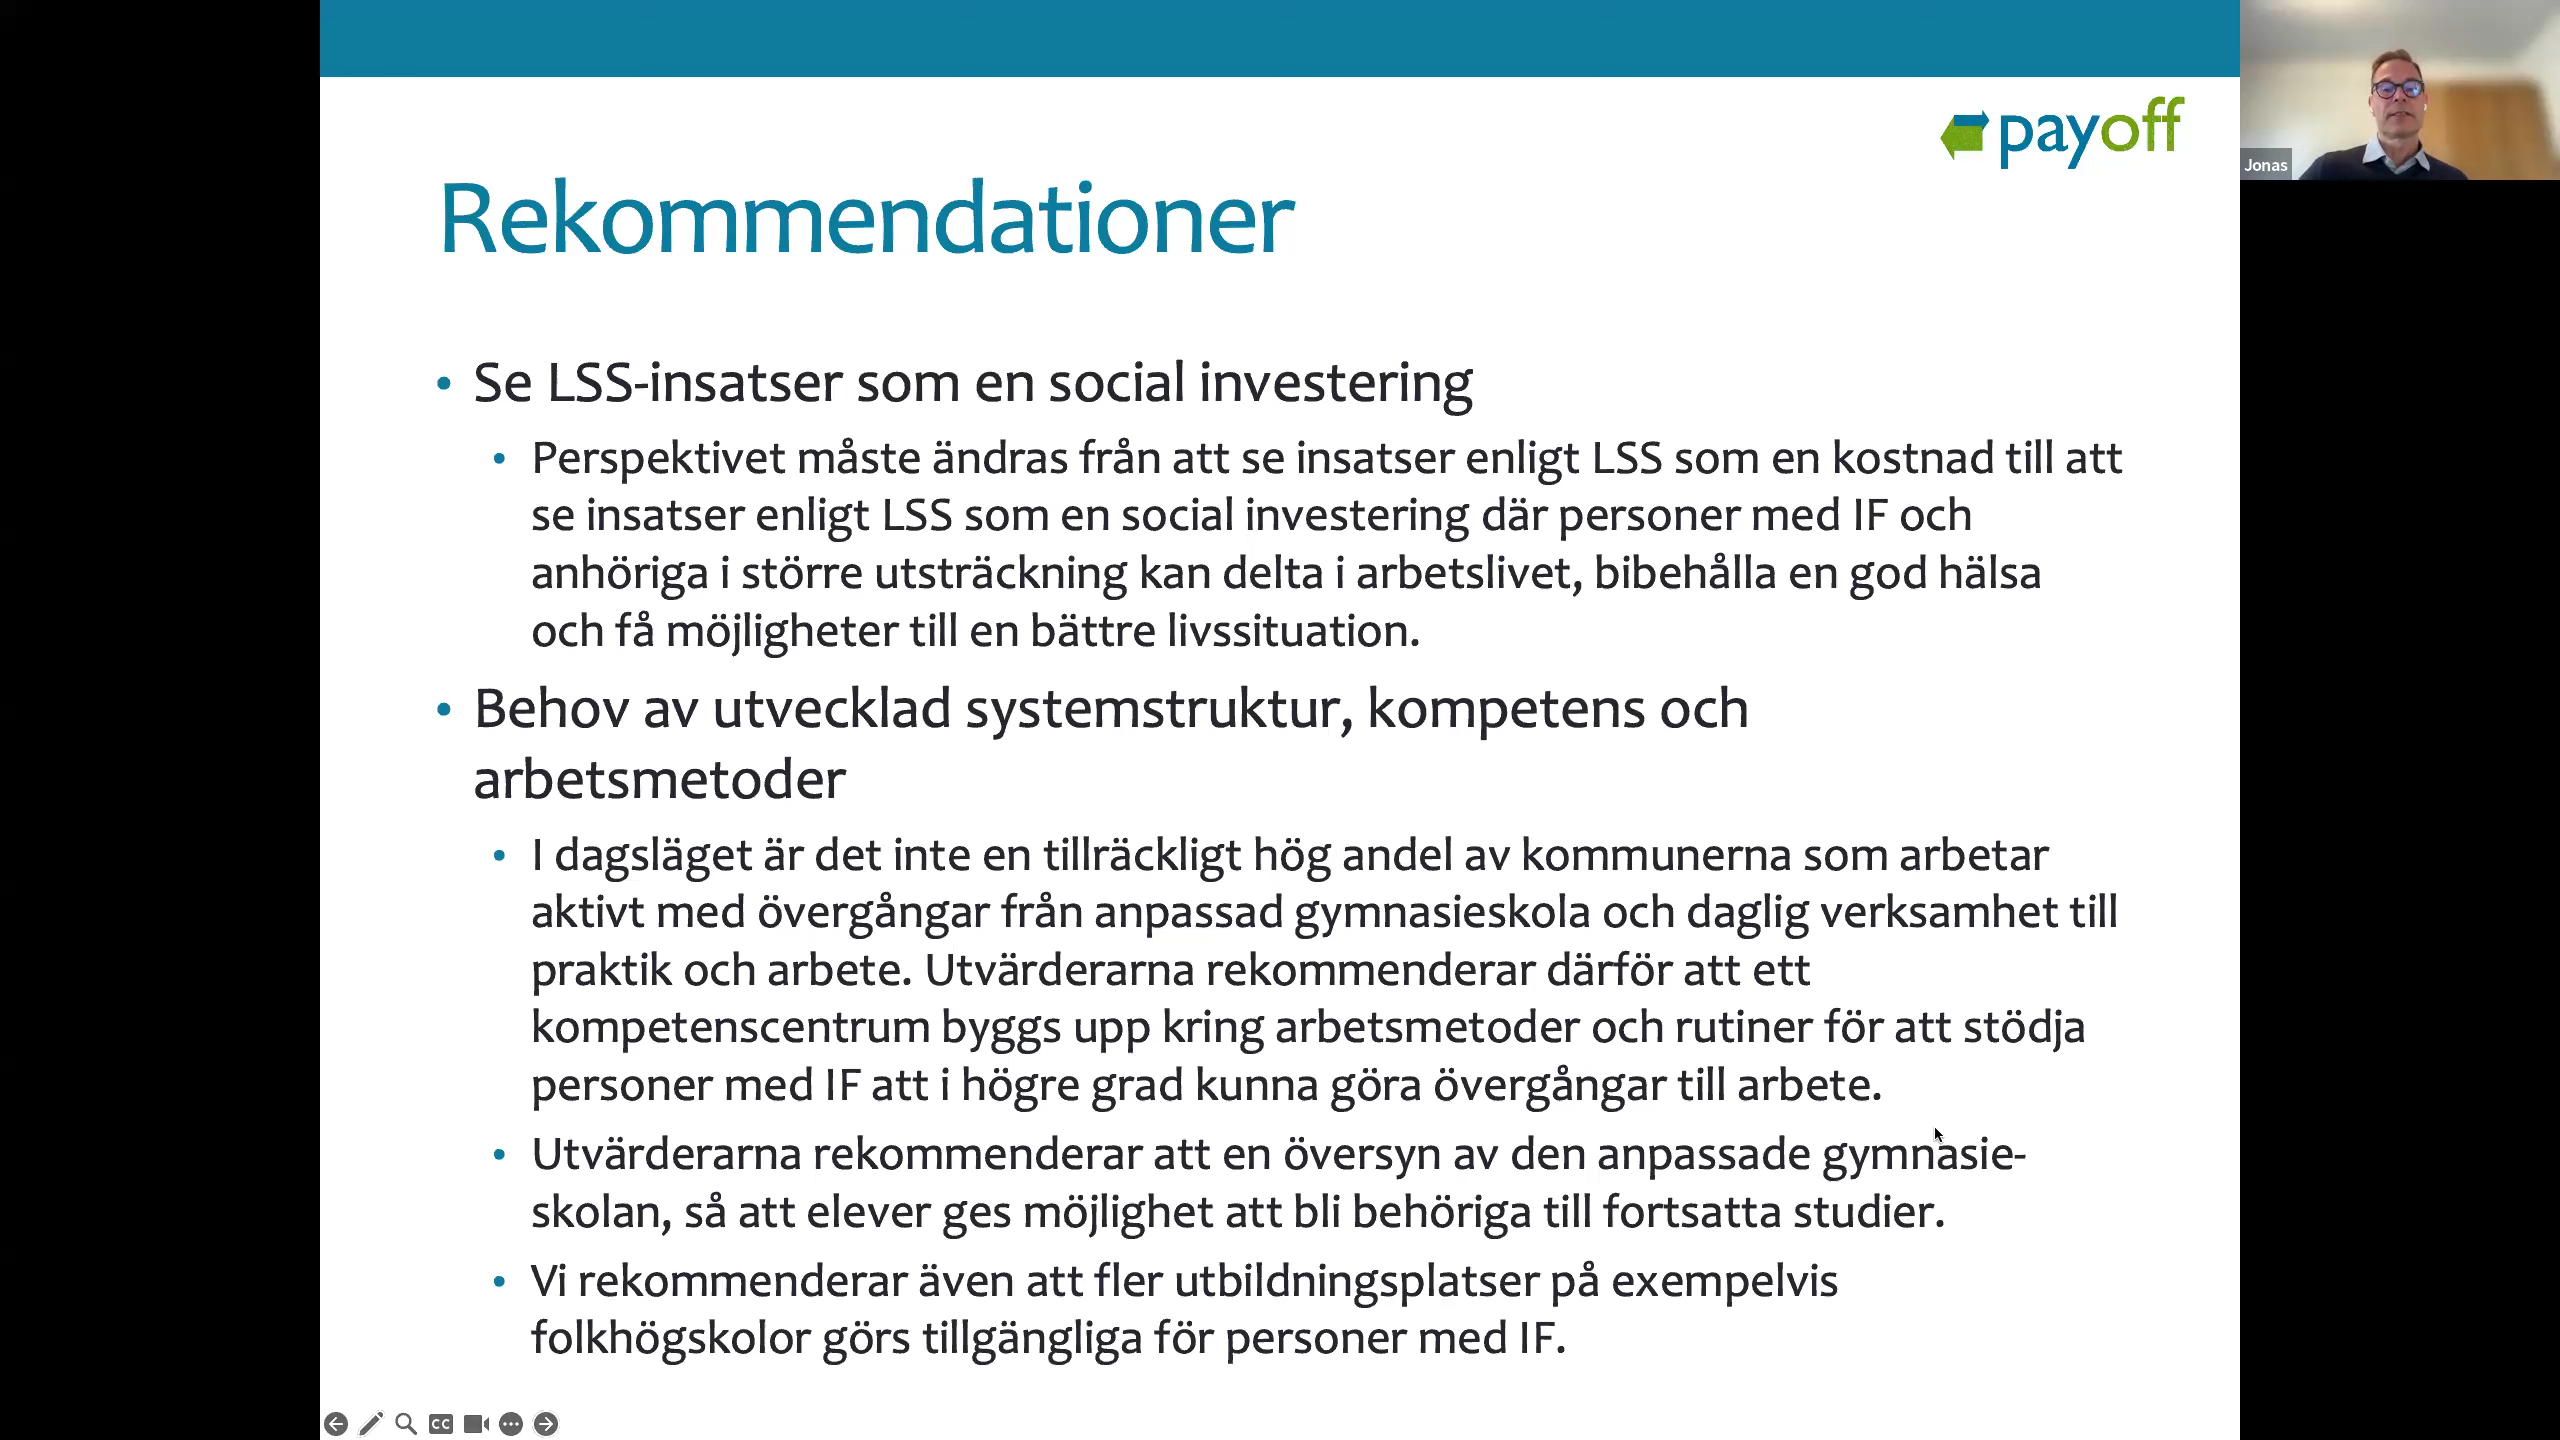 payoff
Jonas
Rekommendationer
• Se LSS-insatser som en social investering
• Perspektivet måste ändras från att se insatser enligt LSS som en kostnad till att
se insatser enligt LSS som en social investering där personer med IF och
anhöriga i större utsträckning kan delta i arbetslivet, bibehålla en god hälsa
och få möjligheter till en bättre livssituation.
• Behov av utvecklad systemstruktur, kompetens och
arbetsmetoder
• I dagsläget är det inte en tillräckligt hög andel av kommunerna som arbetar
aktivt med övergångar från anpassad gymnasieskola och daglig verksamhet till
praktik och arbete. Utvärderarna rekommenderar därför att ett
kompetenscentrum byggs upp kring arbetsmetoder och rutiner för att stödja
personer med IF att i högre grad kunna göra övergångar till arbete.
• Utvärderarna rekommenderar att en översyn av den anpassade gymnasie-
skolan, så att elever ges möjlighet att bli behöriga till fortsatta studier.
• Vi rekommenderar även att fler utbildningsplatser på exempelvis
folkhögskolor görs tillgängliga för personer med IF.
CC